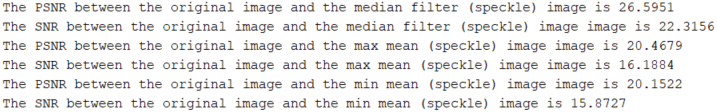 The PSNR between the original image and the median filter (speckle) image is 26.5951
The SNR between the original image and the median filter (speckle) image image is 22.3156
The PSNR between the original image and the max mean (speckle) image image is 20.4679
The SNR between the original image and the max mean (speckle) image is 16.1884
The PSNR between the original image and the min mean (speckle) image image is 20.1522
The SNR between the original image and the min mean (speckle) image is 15.8727